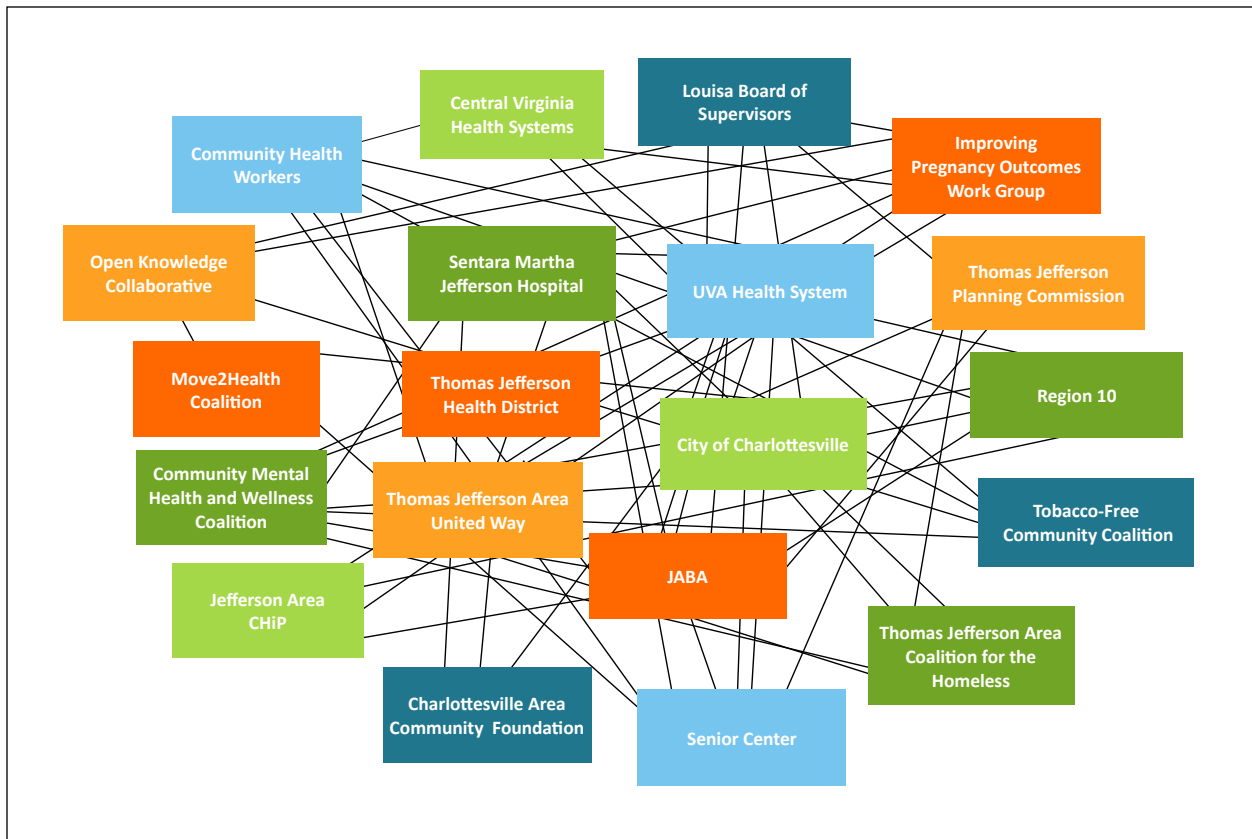 Central Virginia
Health Systems
Louisa Board of
Supervisors
Community Health
Workers
Improving
Pregnancy Outcomes
Work Group
Open Knowledge
Collaborative
Sentara Martha
Jefferson Hospital
UVA Health System
Thomas Jefferson
Planning Commission
Move2Health
Coalition
Thomas Jefferson
Health District
Region 10
City of Charlottesville
Community Mental
Health and Wellness
Coalition
Thomas Jefferson Area
United Way
Tobacco-Free
Community Coalition
JABA
Jefferson Area
CHiP
Thomas Jefferson Area
Coalition for the
Homeless
Charlottesville Area
Community Foundation
Senior Center